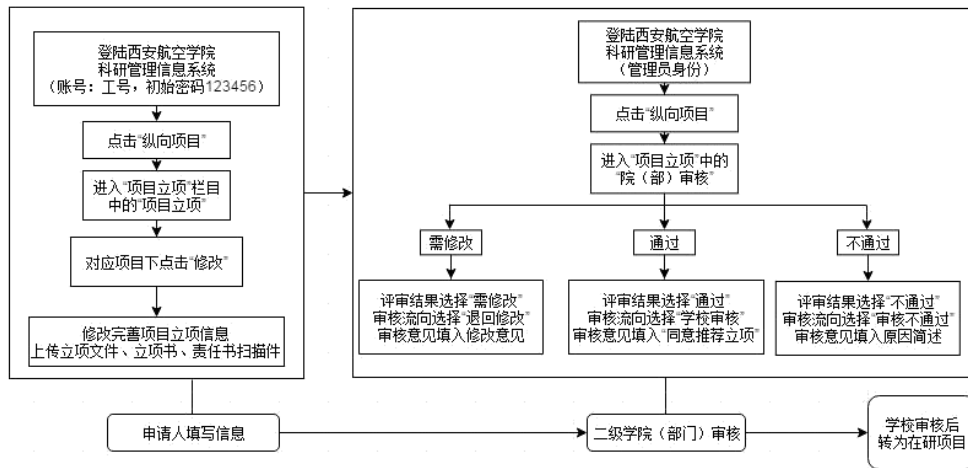 登陆西安航空学院
科研管理信息系统
（账号：工号，初始密码123456）
点击“纵向项目”
进入“项目立项”栏目
中的“项目立项”
对应项目下点击“修改”
修改完善项目立项信息
上传立项文件、立项书、责任书扫描件
登陆西安航空学院
科研管理信息系统
（管理员身份）
点击“纵向项目”
进入“项目立项”中的
“院（部）审核”
需修改
通过
不通过
评审结果选择“需修改”
审核流向选择“退回修改”
审核意见填入修改意见
评审结果选择“通过”
审核流向选择“学校审核”
审核意见填入“同意推荐立项”
评审结果选择“不通过”
审核流向选择“审核不通过”
审核意见填入原因简述
申请人填写信息
二级学院（部门）审核
学校审核后
转为在研项目